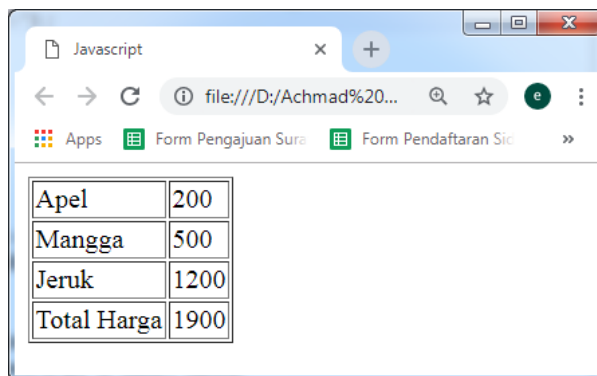 Javascript
file:///D:/Achmad%20...
e
Apps Form Pengajuan Sura Form Pendaftaran Sid
Apel 200
Mangga 500
Jeruk 1200
Total Harga 1900